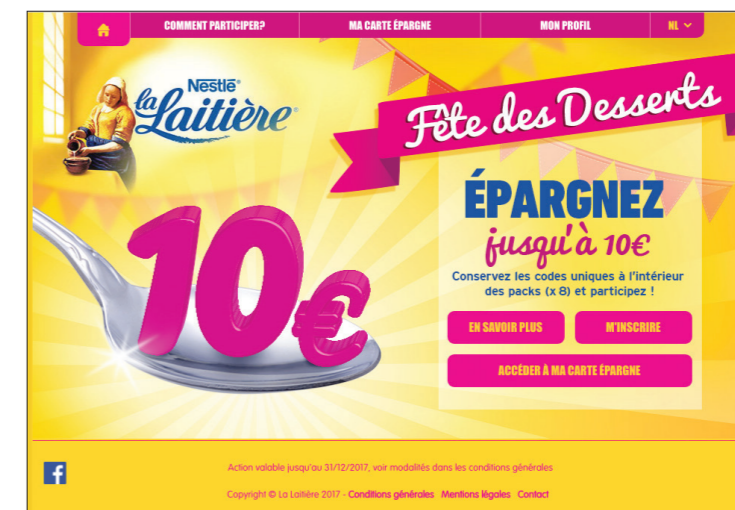 COMMENT PARTICIPER?
MA CARTE ÉPARGNE
MON PROFIL
NL
Nestlé®
la Laitière®
Fête des Desserts
10€
ÉPARGNEZ
jusqu'à 10€
Conservez les codes uniques à l'intérieur
des packs (x 8) et participez !
EN SAVOIR PLUS
M'INSCRIRE
ACCÉDER À MA CARTE ÉPARGNE
f
Action valable jusqu'au 31/12/2017, voir modalités dans les conditions générales
Copyright © La Laitière 2017 - Conditions générales Mentions légales Contact